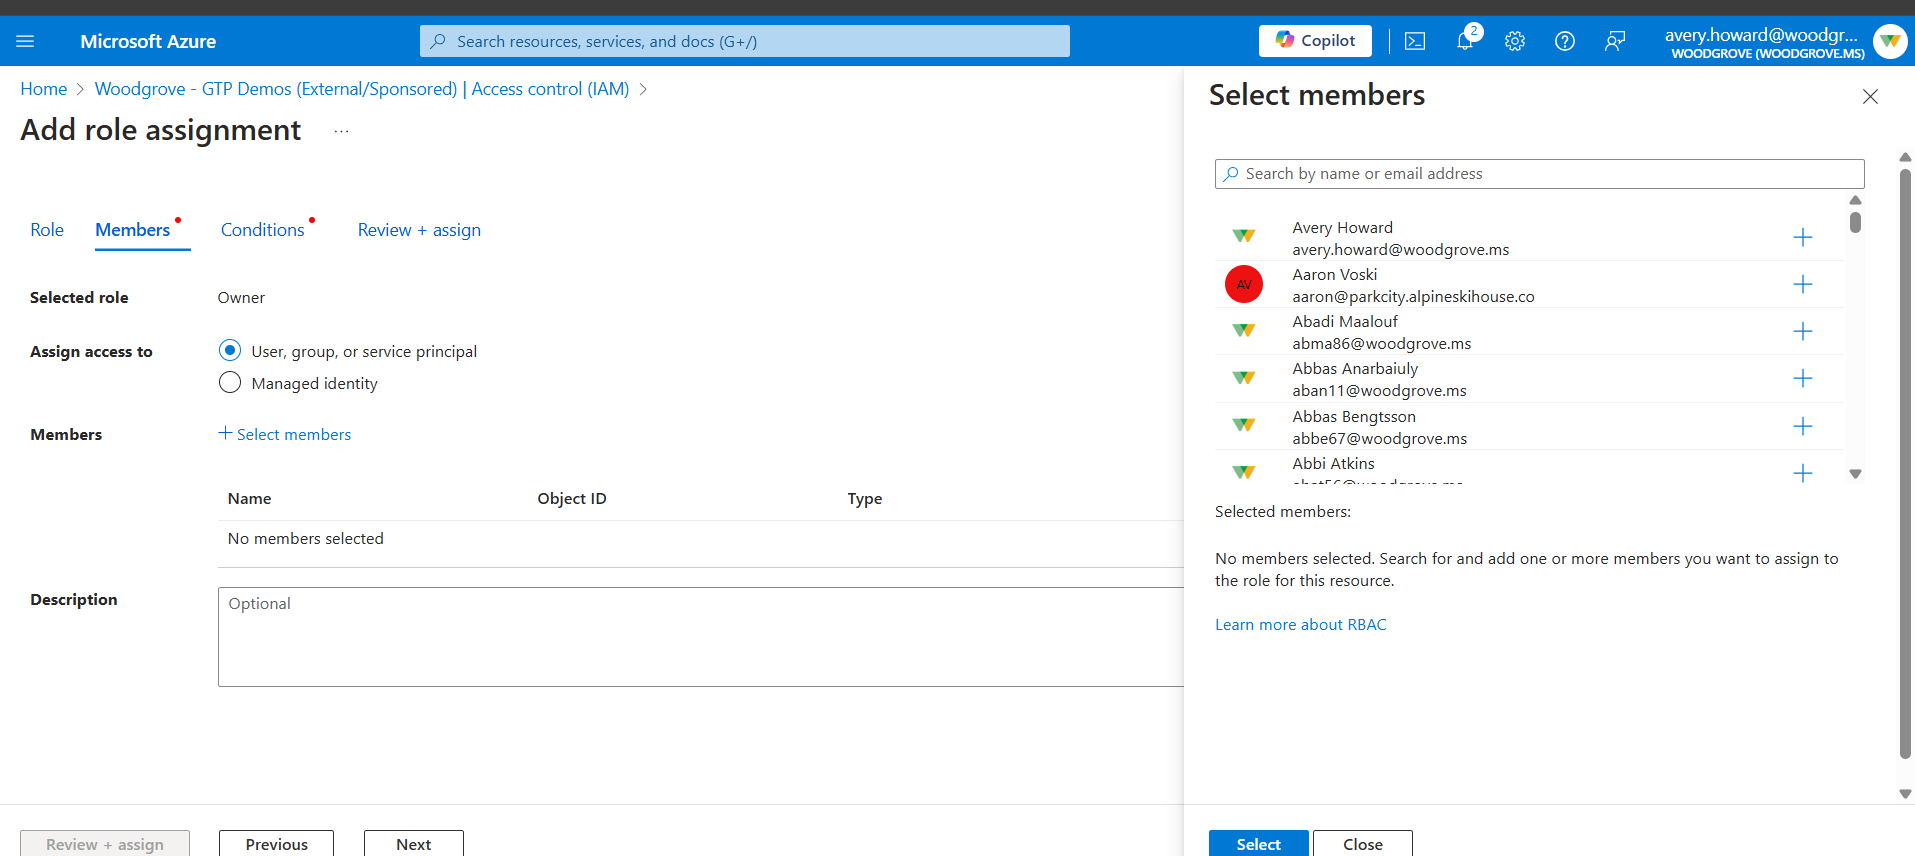 Microsoft Azure
Search resources, services, and docs (G+/)
Copilot
2
avery.howard@woodgr...
WOODGROVE (WOODGROVE.MS)
Home > Woodgrove - GTP Demos (External/Sponsored) | Access control (IAM) >
Add role assignment ...
Role Members Conditions Review + assign
Selected role Owner
Assign access to User, group, or service principal
Managed identity
Members + Select members
Name Object ID Type
No members selected
Description Optional
Review + assign Previous Next
Select members
Search by name or email address
Avery Howard
avery.howard@woodgrove.ms
AV
Aaron Voski
aaron@parkcity.alpineskihouse.co
Abadi Maalouf
abma86@woodgrove.ms
Abbas Anarbaiuly
aban11@woodgrove.ms
Abbas Bengtsson
abbe67@woodgrove.ms
Abbi Atkins
Selected members:
No members selected. Search for and add one or more members you want to assign to
the role for this resource.
Learn more about RBAC
Select Close